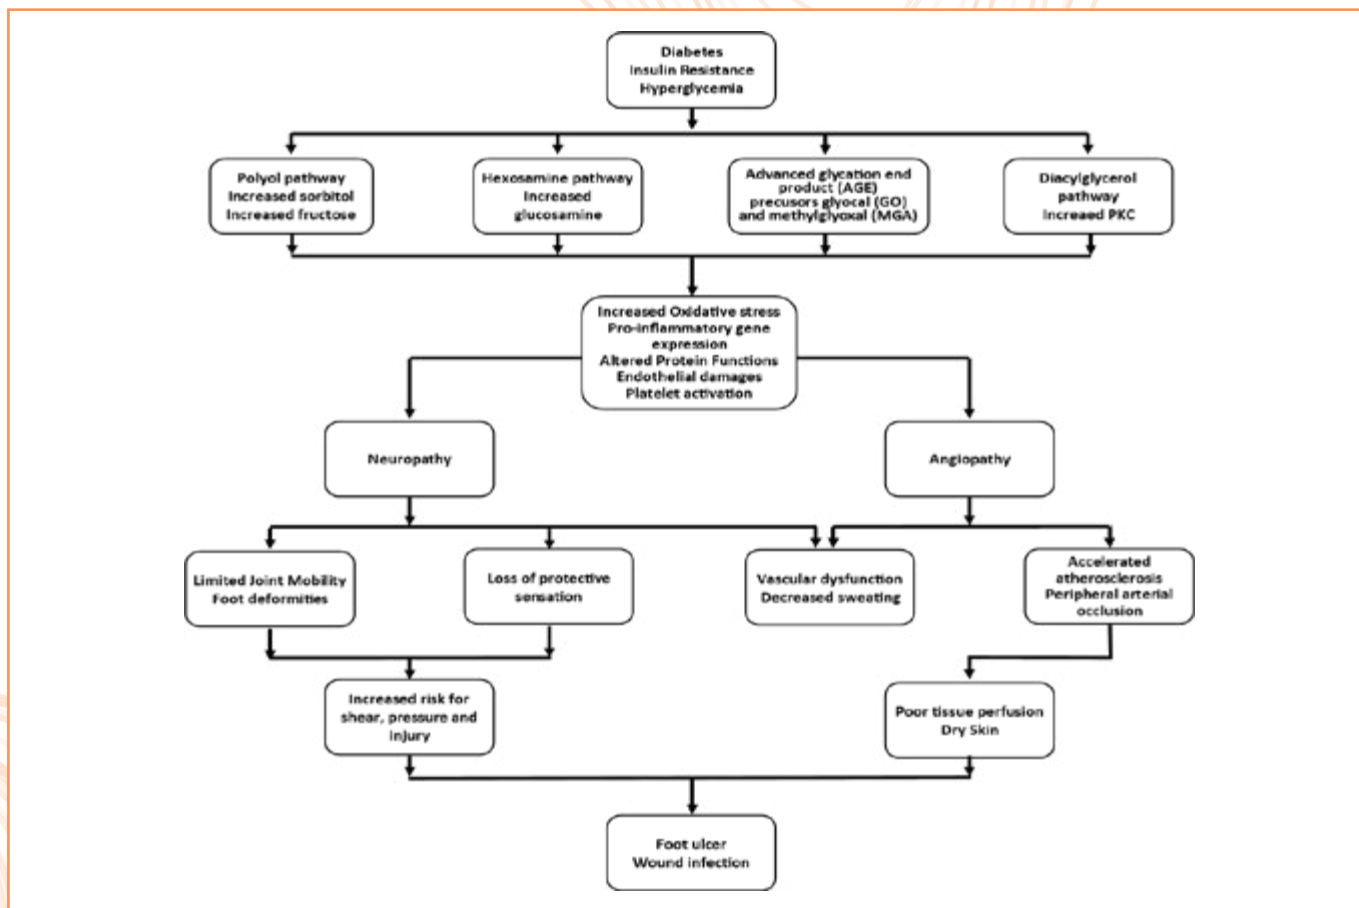 Diabetes
Insulin Resistance
Hyperglycemia
Polyol pathway
Increased sorbitol
Increased fructose
Hexosamine pathway
Increased
glucosamine
Advanced glycation end
product (AGE)
precusors glyocal (GO)
and methylglyoxal (MGA)
Diacylglycerol
pathway
Increaed PKC
Increased Oxidative stress
Pro-inflammatory gene
expression
Altered Protein Functions
Endothelial damages
Platelet activation
Neuropathy
Angiopathy
Limited Joint Mobility
Foot deformities
Loss of protective
sensation
Vascular dysfunction
Decreased sweating
Accelerated
atherosclerosis
Peripheral arterial
occlusion
Increased risk for
shear, pressure and
injury
Poor tissue perfusion
Dry Skin
Foot ulcer
Wound infection